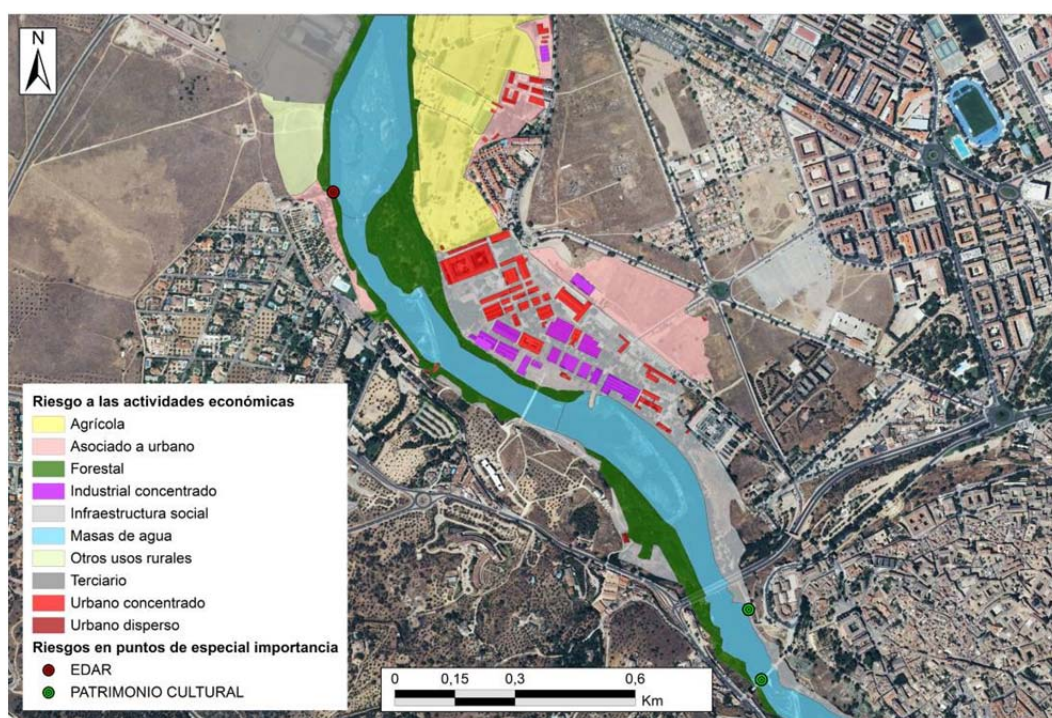 N
Riesgo a las actividades económicas
Agrícola
Asociado a urbano
Forestal
Industrial concentrado
Infraestructura social
Masas de agua
Otros usos rurales
Terciario
Urbano concentrado
Urbano disperso
Riesgos en puntos de especial importancia
EDAR
PATRIMONIO CULTURAL
0 0,15 0,3 0,6
Km